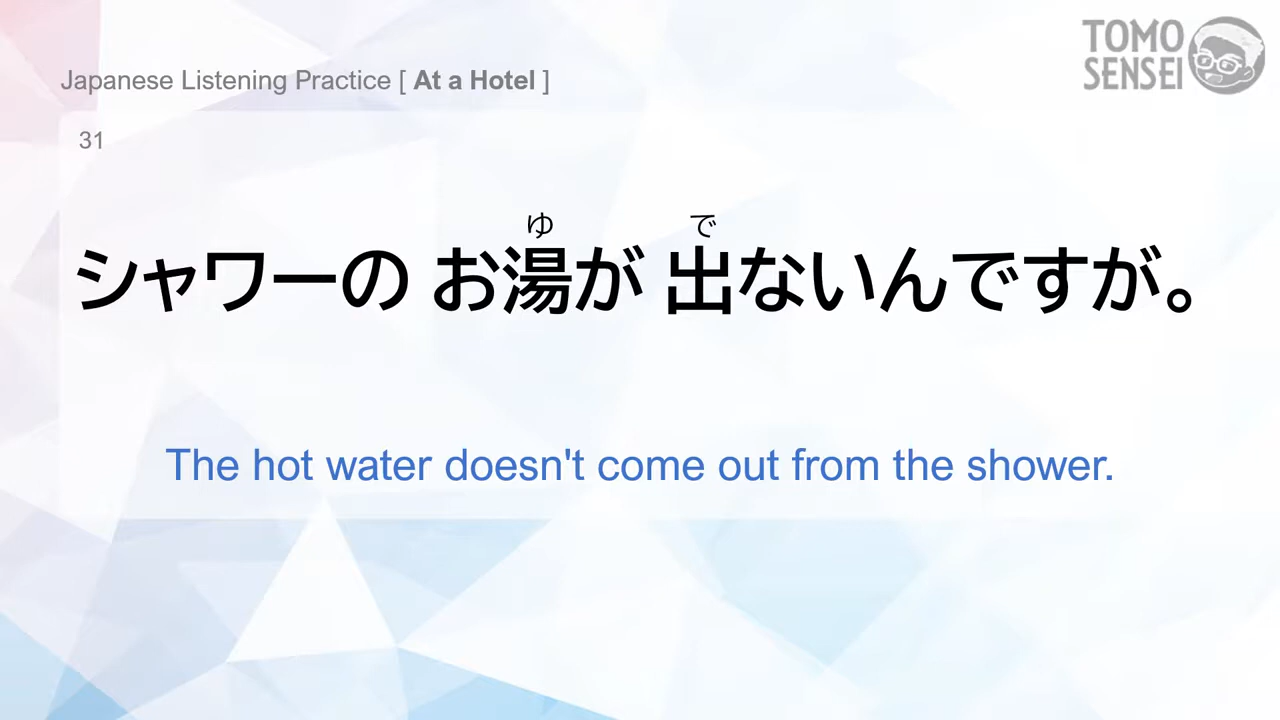 TOMO
SENSEI
Japanese Listening Practice [ At a Hotel ]
31
ゆ で
シャワーの お湯が 出ないんですが。
The hot water doesn't come out from the shower.